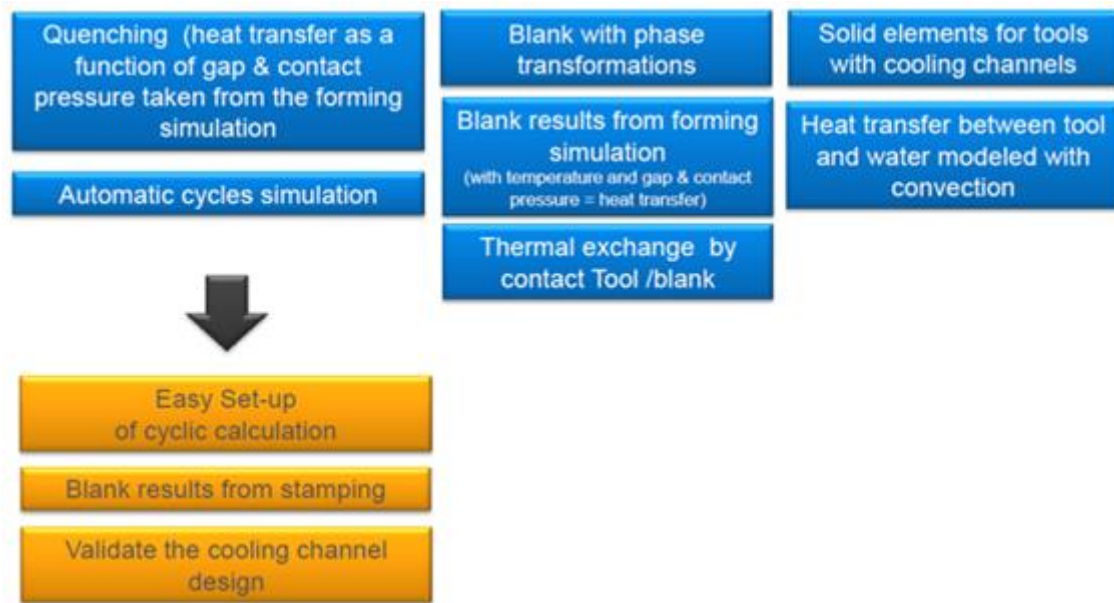 Quenching (heat transfer as a
function of gap & contact
pressure taken from the forming
simulation
Automatic cycles simulation
Blank with phase
transformations
Blank results from forming
simulation
(with temperature and gap & contact
pressure = heat transfer)
Thermal exchange by
contact Tool /blank
Solid elements for tools
with cooling channels
Heat transfer between tool
and water modeled with
convection
Easy Set-up
of cyclic calculation
Blank results from stamping
Validate the cooling channel
design